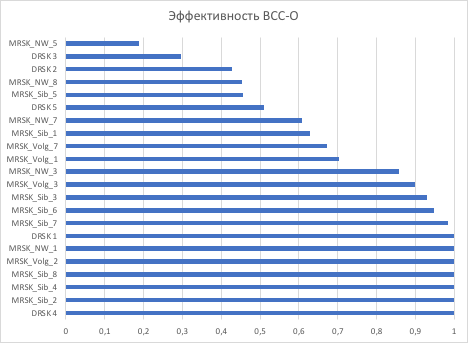 Эффективность BCC-O
MRSK_NW_5
DRSK 3
DRSK 2
MRSK_NW_8
MRSK_Sib_5
DRSK 5
MRSK_NW_7
MRSK_Sib_1
MRSK_Volg_7
MRSK_Volg_1
MRSK_NW_3
MRSK_Volg_3
MRSK_Sib_3
MRSK_Sib_6
MRSK_Sib_7
DRSK 1
MRSK_NW_1
MRSK_Volg_2
MRSK_Sib_8
MRSK_Sib_4
MRSK_Sib_2
DRSK 4
0 0,1 0,2 0,3 0,4 0,5 0,6 0,7 0,8 0,9 1